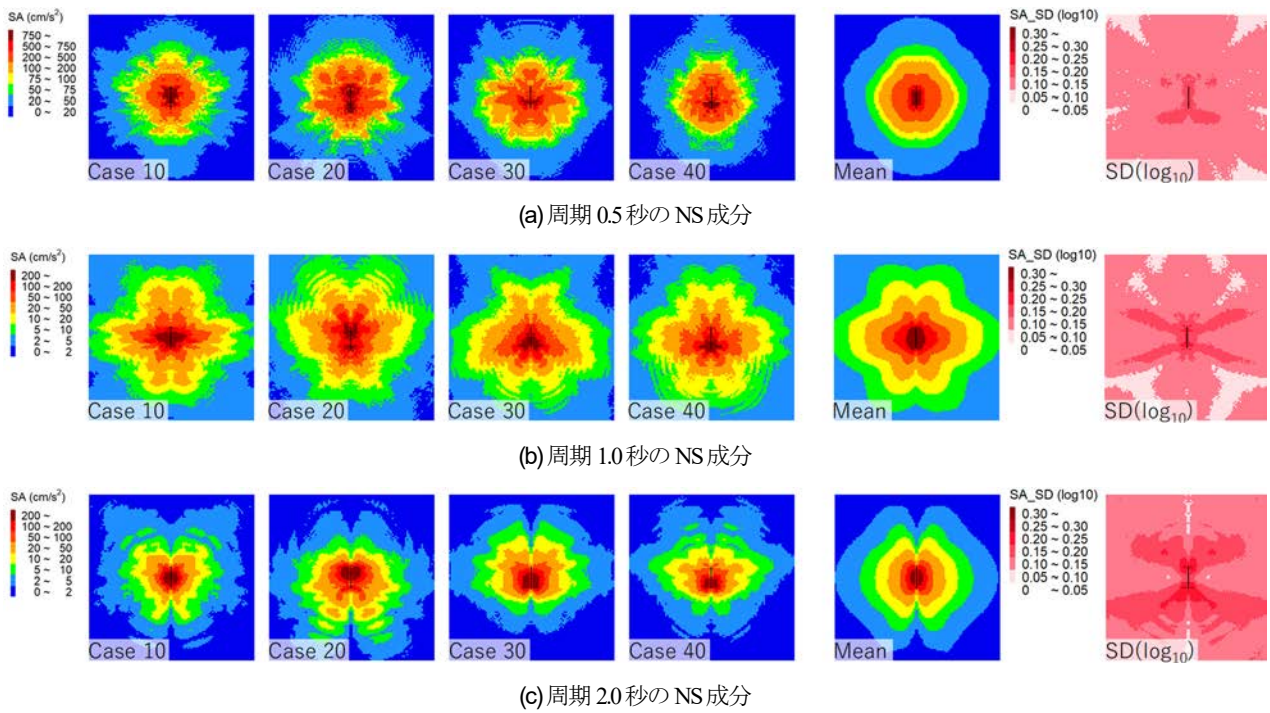 SA (cm/s²)
750 ~
500 ~ 750
200 ~ 500
100 ~ 200
75 ~ 100
50 ~ 75
20 ~ 50
0 ~ 20
Case 10
Case 20
Case 30
Case 40
Mean
SA_SD (log10)
0.30 ~
0.25 ~ 0.30
0.20 ~ 0.25
0.15 ~ 0.20
0.10 ~ 0.15
0.05 ~ 0.10
0 ~ 0.05
SD(log₁₀)
(a) 周期 0.5 秒の NS 成分
SA (cm/s²)
200 ~
100 ~ 200
50 ~ 100
20 ~ 50
10 ~ 20
5 ~ 10
2 ~ 5
0 ~ 2
Case 10
Case 20
Case 30
Case 40
Mean
SA_SD (log10)
0.30 ~
0.25 ~ 0.30
0.20 ~ 0.25
0.15 ~ 0.20
0.10 ~ 0.15
0.05 ~ 0.10
0 ~ 0.05
SD(log₁₀)
(b) 周期 1.0 秒の NS 成分
SA (cm/s²)
200 ~
100 ~ 200
50 ~ 100
20 ~ 50
10 ~ 20
5 ~ 10
2 ~ 5
0 ~ 2
Case 10
Case 20
Case 30
Case 40
Mean
SA_SD (log10)
0.30 ~
0.25 ~ 0.30
0.20 ~ 0.25
0.15 ~ 0.20
0.10 ~ 0.15
0.05 ~ 0.10
0 ~ 0.05
SD(log₁₀)
(c) 周期 2.0 秒の NS 成分